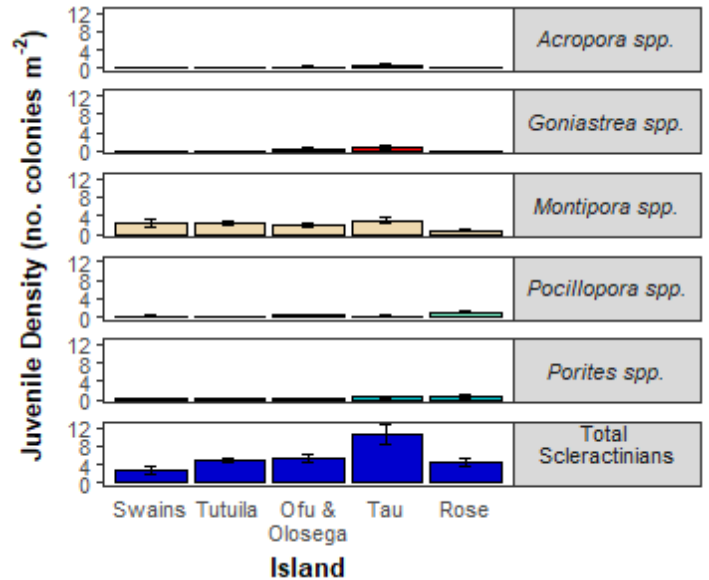 Juvenile Density (no. colonies m⁻²)
12
8
4
0
Acropora spp.
12
8
4
0
Goniastrea spp.
12
8
4
0
Montipora spp.
12
8
4
0
Pocillopora spp.
12
8
4
0
Porites spp.
12
8
4
0
Total
Scleractinians
Swains Tutuila Ofu & Tau Rose
Olosega
Island